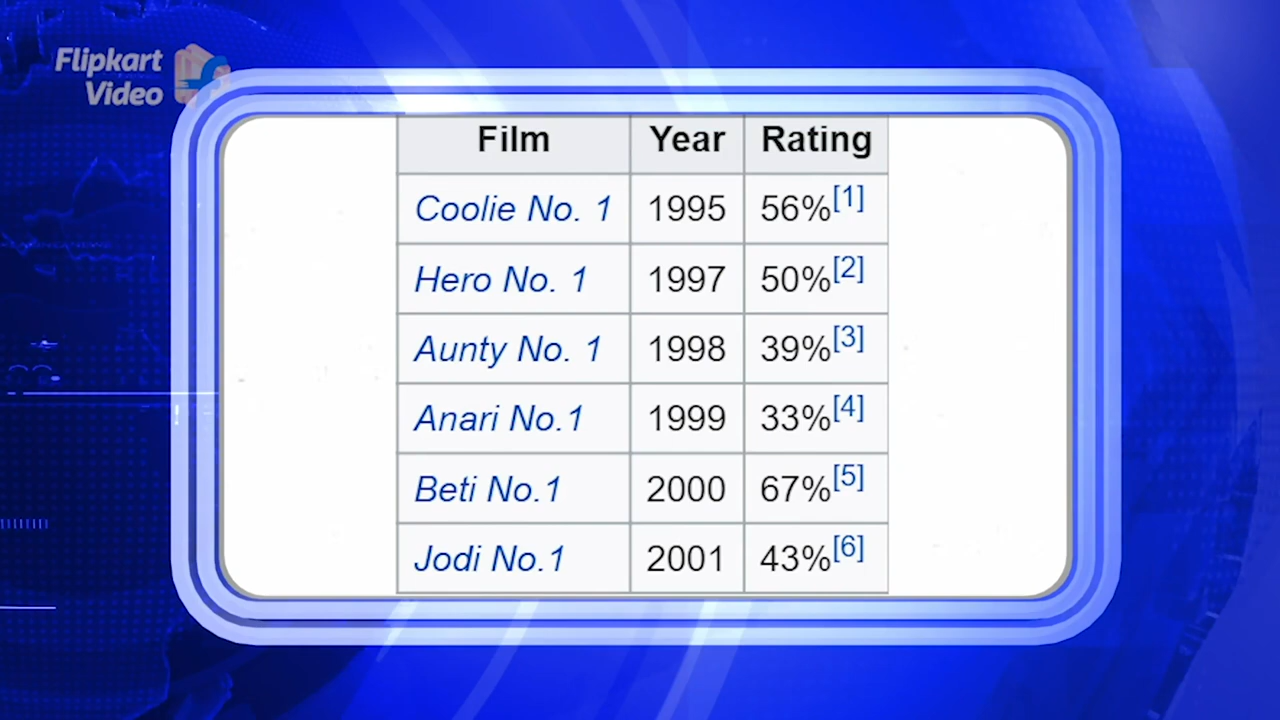 Flipkart
Video
Film Year Rating
Coolie No. 1 1995 56%[1]
Hero No. 1 1997 50%[2]
Aunty No. 1 1998 39%[3]
Anari No.1 1999 33%[4]
Beti No.1 2000 67%[5]
Jodi No.1 2001 43%[6]